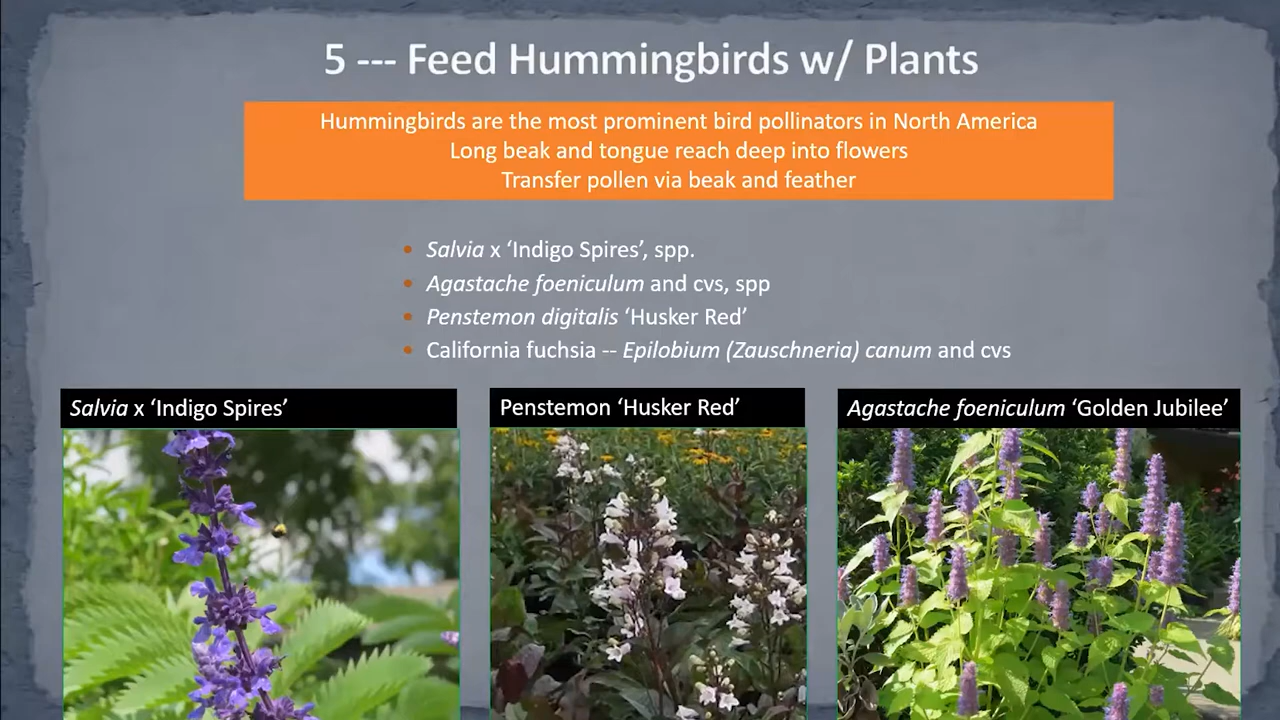 5 --- Feed Hummingbirds w/ Plants
Hummingbirds are the most prominent bird pollinators in North America
Long beak and tongue reach deep into flowers
Transfer pollen via beak and feather
• Salvia x ‘Indigo Spires’, spp.
• Agastache foeniculum and cvs, spp
• Penstemon digitalis ‘Husker Red’
• California fuchsia -- Epilobium (Zauschneria) canum and cvs
Salvia x ‘Indigo Spires’
Penstemon ‘Husker Red’
Agastache foeniculum ‘Golden Jubilee’